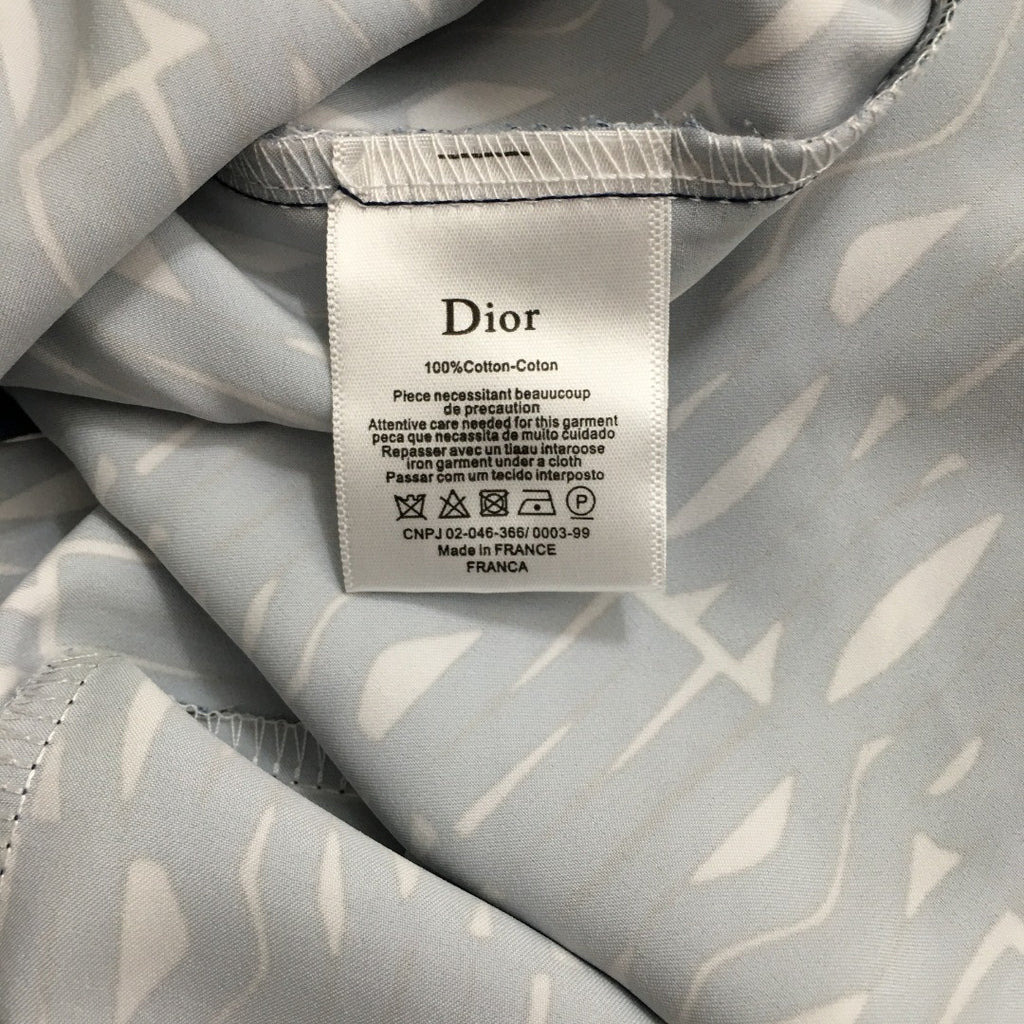 Dior
100%Cotton-Coton
Piece necessitant beauucoup
de precaution
Attentive care needed for this garment
peca que necassita de muito cuidado
Repasser avec un tiaau intaroose
iron garment under a cloth
Passar com um tecido interposto
P
CNPJ 02-046-366/ 0003-99
Made in FRANCE
FRANCA